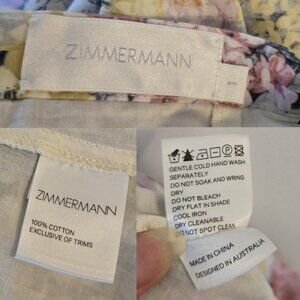 ZIMMERMANN
ZIMMERMANN
100% COTTON
EXCLUSIVE OF TRIMS
GENTLE COLD HAND WASH
SEPARATELY
DO NOT SOAK AND WRING
DRY
DO NOT BLEACH
DRY FLAT IN SHADE
COOL IRON
DRY CLEANABLE
DO NOT SPOT CLEAN
MADE IN CHINA
DESIGNED IN AUSTRALIA